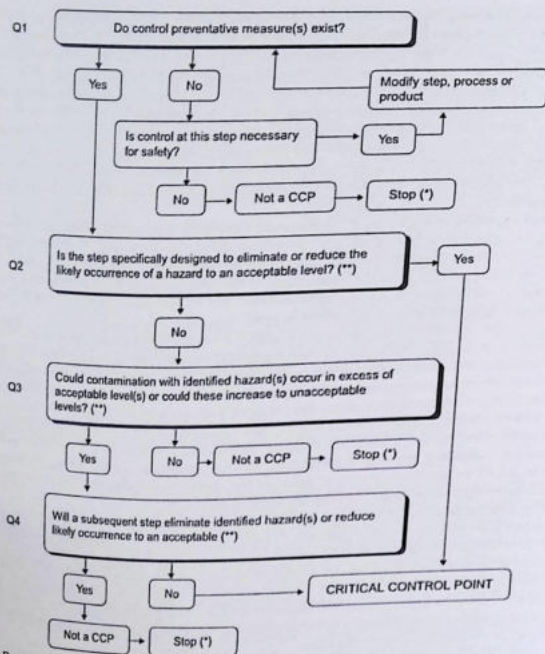 Q1
Do control preventative measure(s) exist?
Yes
No
Modify step, process or
product
Is control at this step necessary
for safety?
Yes
No
Not a CCP
Stop (*)
Q2
Is the step specifically designed to eliminate or reduce the
likely occurrence of a hazard to an acceptable level? (**)
Yes
No
Q3
Could contamination with identified hazard(s) occur in excess of
acceptable level(s) or could these increase to unacceptable
levels? (**)
Yes
No
Not a CCP
Stop (*)
Q4
Will a subsequent step eliminate identified hazard(s) or reduce
likely occurrence to an acceptable (**)
Yes
No
CRITICAL CONTROL POINT
Not a CCP
Stop (*)